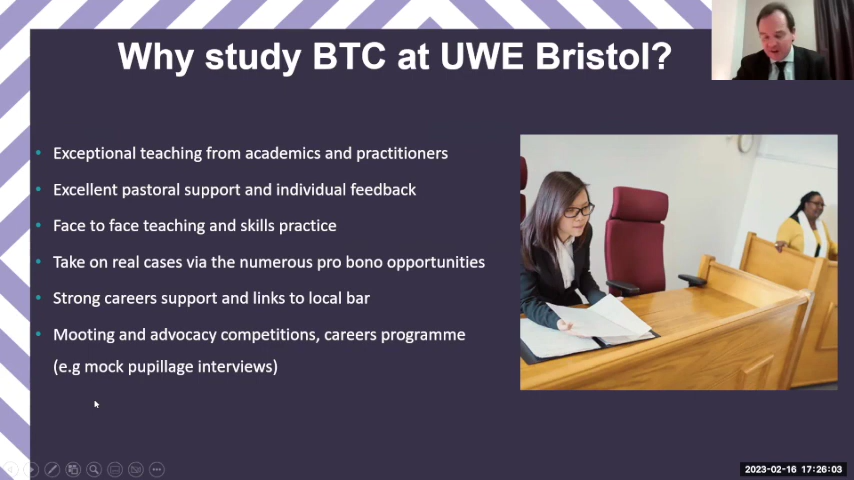 Why study BTC at UWE Bristol?
• Exceptional teaching from academics and practitioners
• Excellent pastoral support and individual feedback
• Face to face teaching and skills practice
• Take on real cases via the numerous pro bono opportunities
• Strong careers support and links to local bar
• Mooting and advocacy competitions, careers programme
(e.g mock pupillage interviews)
2023-02-16 17:26:03